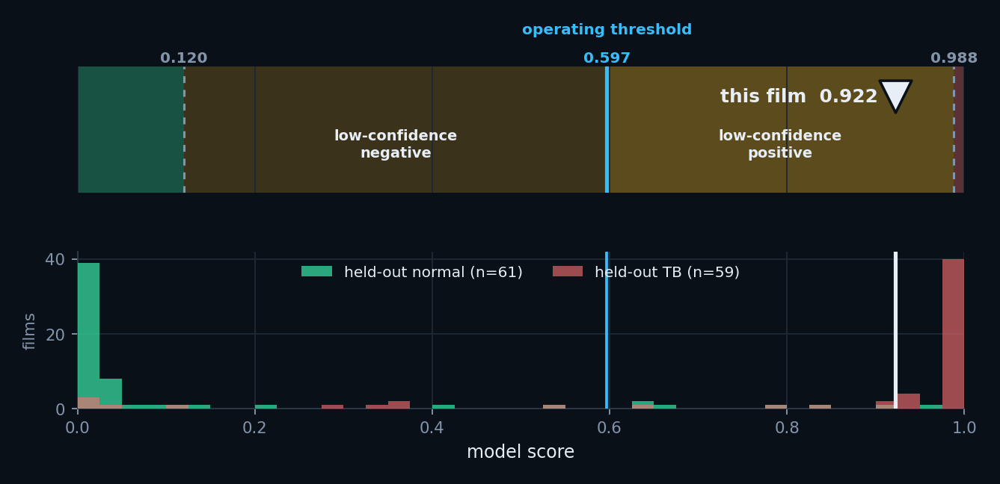 operating threshold
0.120 0.597 0.988
this film 0.922
low-confidence
negative
low-confidence
positive
40
20
0
films
held-out normal (n=61) held-out TB (n=59)
0.0 0.2 0.4 0.6 0.8 1.0
model score